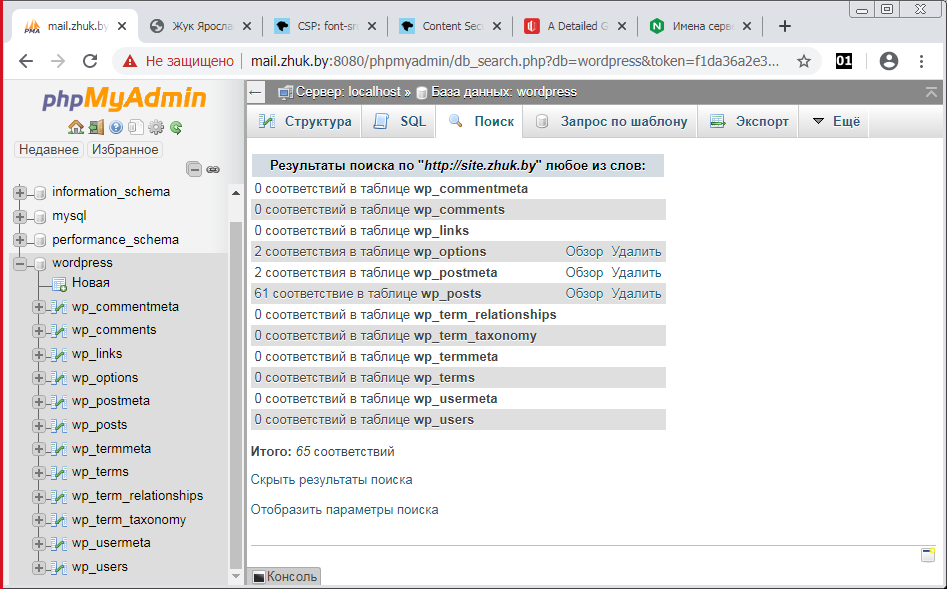 mail.zhuk.by
Жук Яросла
CSP: font-sr
Content Sec
A Detailed G
Имена серве
Не защищено
mail.zhuk.by:8080/phpmyadmin/db_search.php?db=wordpress&token=f1da36a2e3...
01
phpMyAdmin
Недавнее Избранное
information_schema
mysql
performance_schema
wordpress
Новая
wp_commentmeta
wp_comments
wp_links
wp_options
wp_postmeta
wp_posts
wp_termmeta
wp_terms
wp_term_relationships
wp_term_taxonomy
wp_usermeta
wp_users
Сервер: localhost » База данных: wordpress
Структура SQL Поиск Запрос по шаблону Экспорт Ещё
Результаты поиска по "http://site.zhuk.by" любое из слов:
0 соответствий в таблице wp_commentmeta
0 соответствий в таблице wp_comments
0 соответствий в таблице wp_links
2 соответствия в таблице wp_options Обзор Удалить
2 соответствия в таблице wp_postmeta Обзор Удалить
61 соответствие в таблице wp_posts Обзор Удалить
0 соответствий в таблице wp_term_relationships
0 соответствий в таблице wp_term_taxonomy
0 соответствий в таблице wp_termmeta
0 соответствий в таблице wp_terms
0 соответствий в таблице wp_usermeta
0 соответствий в таблице wp_users
Итого: 65 соответствий
Скрыть результаты поиска
Отобразить параметры поиска
Консоль